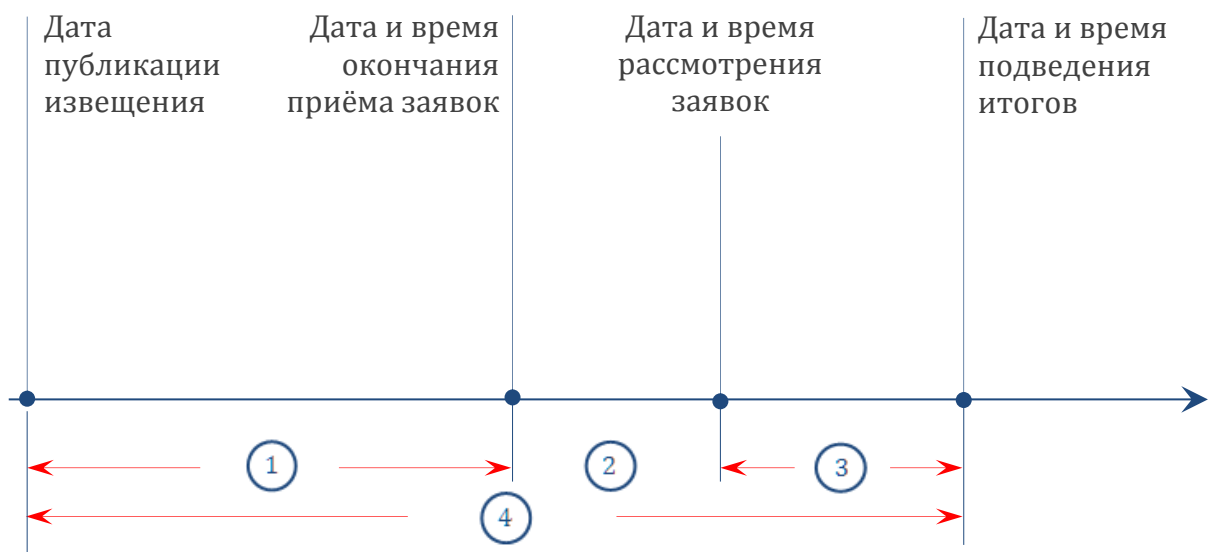 Дата
публикации
извещения
Дата и время
окончания
приёма заявок
Дата и время
рассмотрения
заявок
Дата и время
подведения
итогов
1
2
3
4